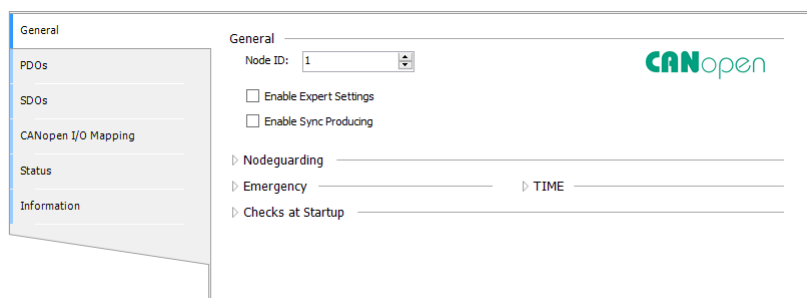 General
PDOs
SDOs
CANopen I/O Mapping
Status
Information
General
Node ID: 1
CANopen
Enable Expert Settings
Enable Sync Producing
Nodeguarding
Emergency
TIME
Checks at Startup